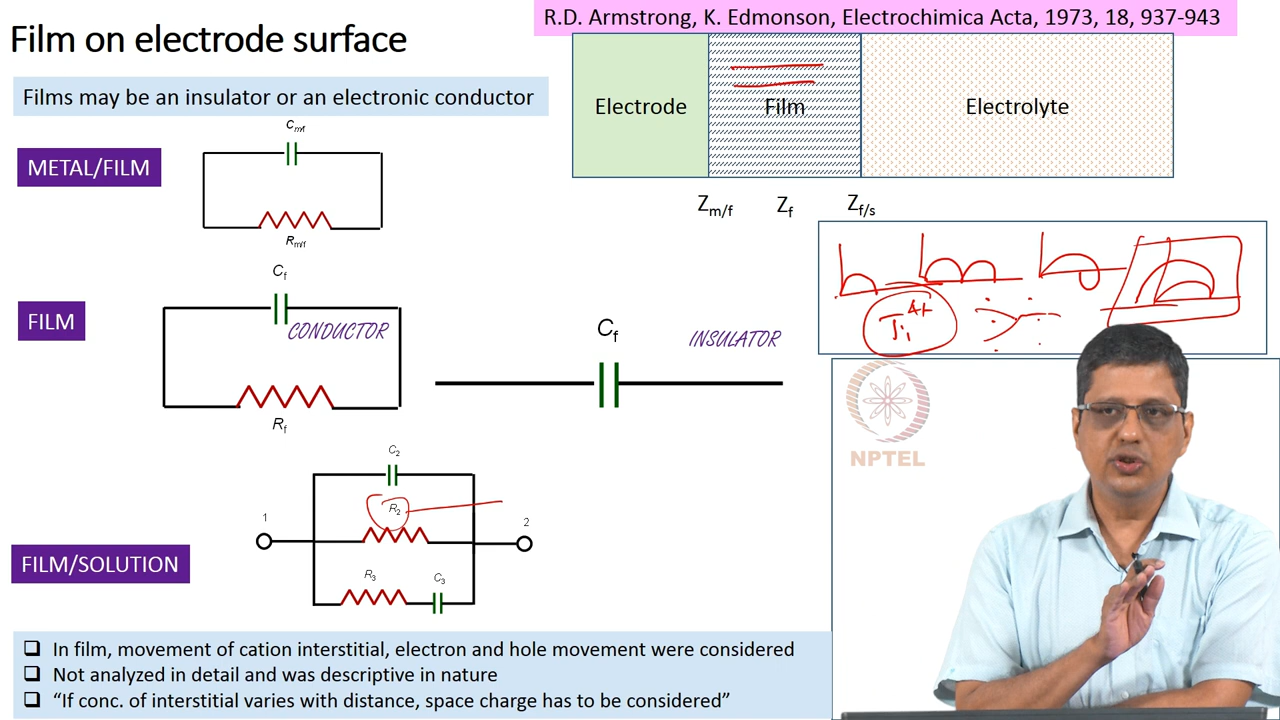 R.D. Armstrong, K. Edmonson, Electrochimica Acta, 1973, 18, 937-943
Film on electrode surface
Films may be an insulator or an electronic conductor
Electrode
Film
Electrolyte
METAL/FILM
Cm/f
Rm/f
Zm/f
Zf
Zf/s
Ti4+
FILM
Cf
CONDUCTOR
Rf
Cf
INSULATOR
NPTEL
FILM/SOLUTION
C2
1
R2
2
R3
C3
❑ In film, movement of cation interstitial, electron and hole movement were considered
❑ Not analyzed in detail and was descriptive in nature
❑ “If conc. of interstitial varies with distance, space charge has to be considered”